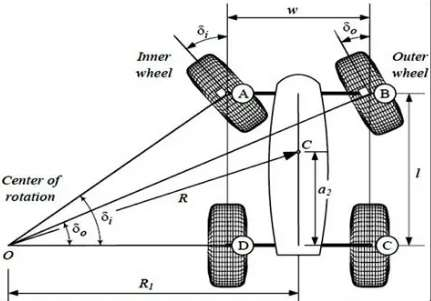 w
δi
δo
Inner
wheel
Outer
wheel
A
B
C
l
Center of
rotation
R
a2
δi
δo
D
C
O
R1